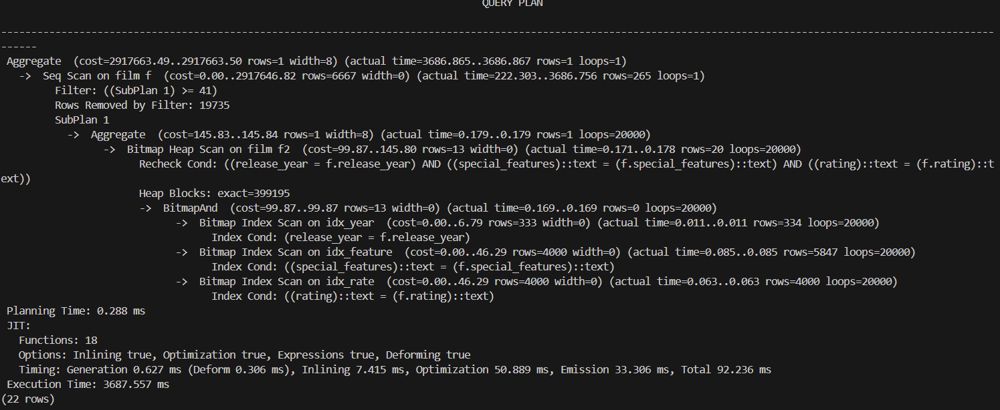 QUERY PLAN
-----------------------------------------------------------------------------------------------------------------------------------------------------------------------
------
Aggregate  (cost=2917663.49..2917663.50 rows=1 width=8) (actual time=3686.865..3686.867 rows=1 loops=1)
  ->  Seq Scan on film f  (cost=0.00..2917646.82 rows=6667 width=0) (actual time=222.303..3686.756 rows=265 loops=1)
        Filter: ((SubPlan 1) >= 41)
        Rows Removed by Filter: 19735
        SubPlan 1
          ->  Aggregate  (cost=145.83..145.84 rows=1 width=8) (actual time=0.179..0.179 rows=1 loops=20000)
                ->  Bitmap Heap Scan on film f2  (cost=99.87..145.80 rows=13 width=0) (actual time=0.171..0.178 rows=20 loops=20000)
                      Recheck Cond: ((release_year = f.release_year) AND ((special_features)::text = (f.special_features)::text) AND ((rating)::text = (f.rating)::t
ext))
                      Heap Blocks: exact=399195
                      ->  BitmapAnd  (cost=99.87..99.87 rows=13 width=0) (actual time=0.169..0.169 rows=0 loops=20000)
                            ->  Bitmap Index Scan on idx_year  (cost=0.00..6.79 rows=333 width=0) (actual time=0.011..0.011 rows=334 loops=20000)
                                  Index Cond: (release_year = f.release_year)
                            ->  Bitmap Index Scan on idx_feature  (cost=0.00..46.29 rows=4000 width=0) (actual time=0.085..0.085 rows=5847 loops=20000)
                                  Index Cond: ((special_features)::text = (f.special_features)::text)
                            ->  Bitmap Index Scan on idx_rate  (cost=0.00..46.29 rows=4000 width=0) (actual time=0.063..0.063 rows=4000 loops=20000)
                                  Index Cond: ((rating)::text = (f.rating)::text)
Planning Time: 0.288 ms
JIT:
  Functions: 18
  Options: Inlining true, Optimization true, Expressions true, Deforming true
  Timing: Generation 0.627 ms (Deform 0.306 ms), Inlining 7.415 ms, Optimization 50.889 ms, Emission 33.306 ms, Total 92.236 ms
Execution Time: 3687.557 ms
(22 rows)